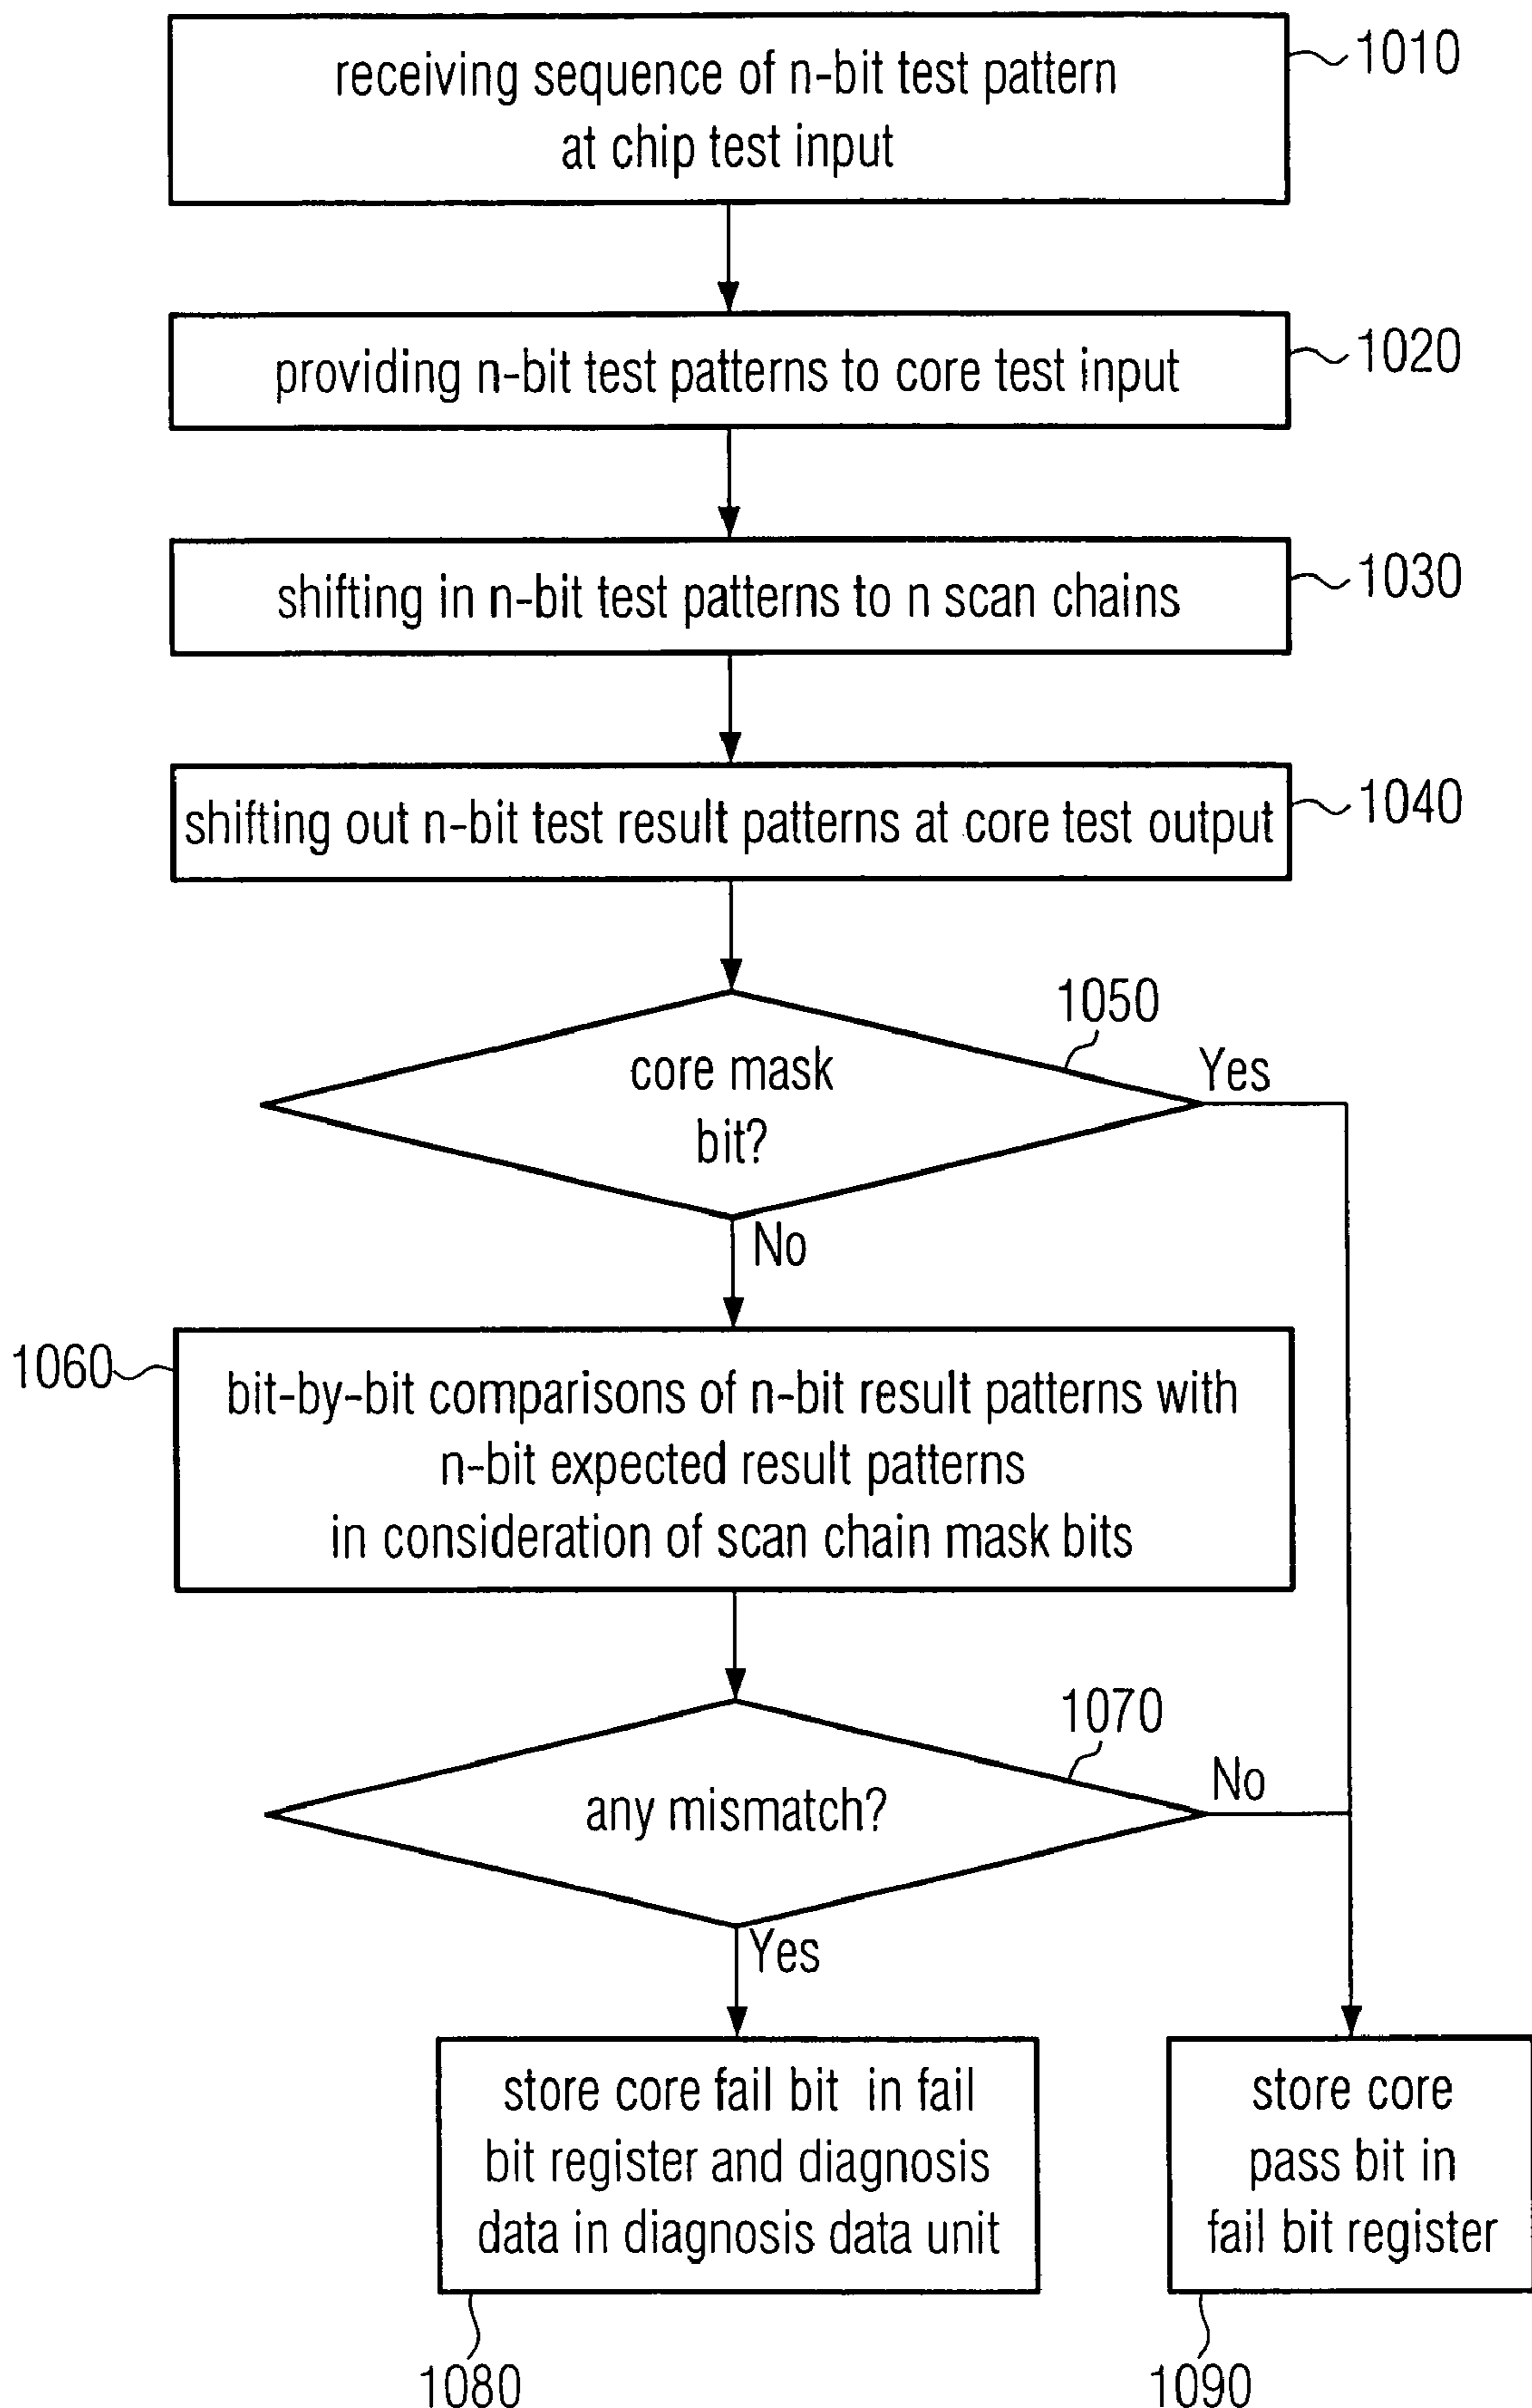 receiving sequence of n-bit test pattern
at chip test input
1010
providing n-bit test patterns to core test input
1020
shifting in n-bit test patterns to n scan chains
1030
shifting out n-bit test result patterns at core test output
1040
1050
core mask
bit?
Yes
No
1060
bit-by-bit comparisons of n-bit result patterns with
n-bit expected result patterns
in consideration of scan chain mask bits
1070
any mismatch?
No
Yes
store core fail bit in fail
bit register and diagnosis
data in diagnosis data unit
1080
store core
pass bit in
fail bit register
1090